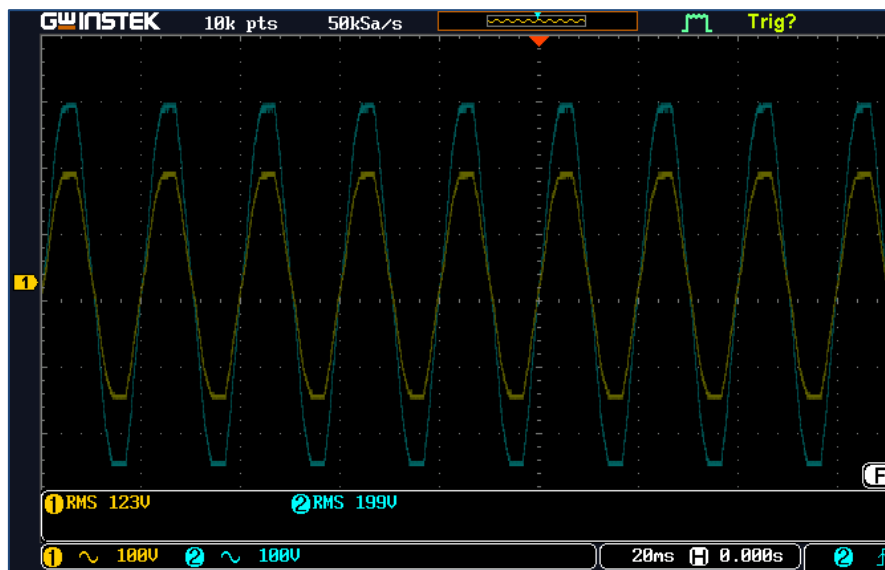 GWINSTEK 10k pts 50kSa/s Trig?
1
F
1 RMS 123V 2 RMS 199V
1 ~ 100V 2 ~ 100V 20ms H 0.000s 2 f